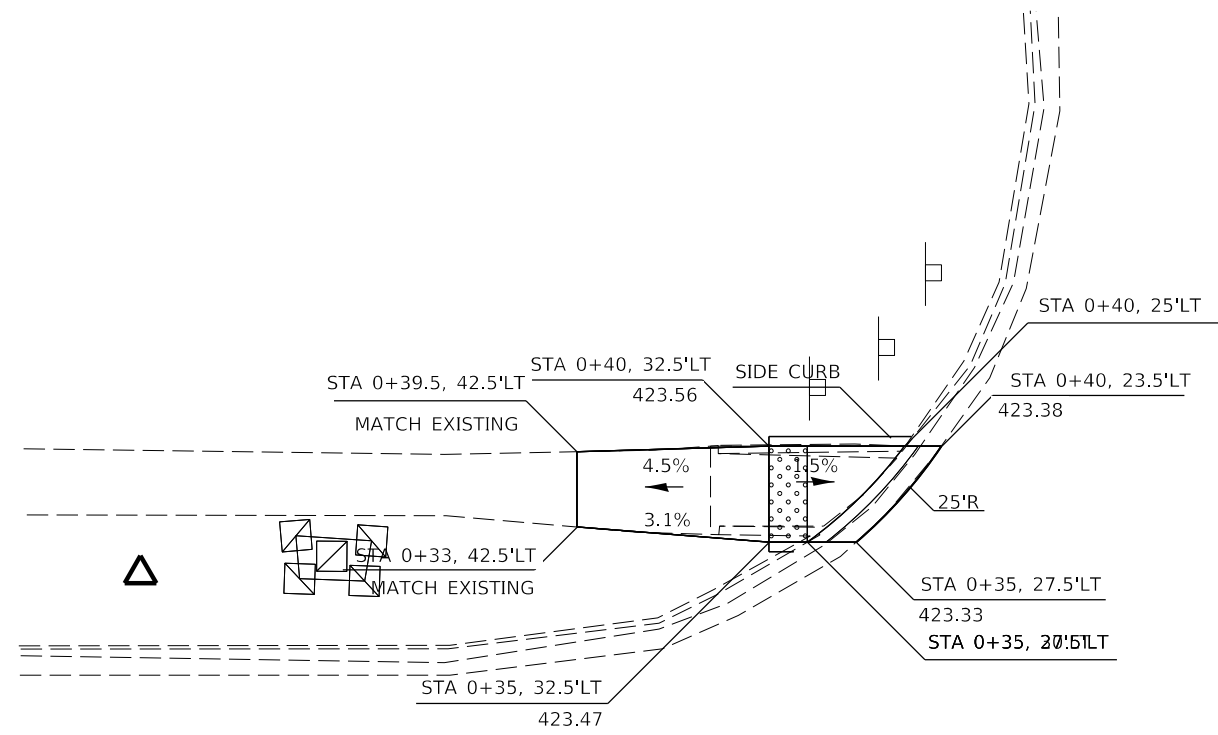 STA 0+40, 25'LT
STA 0+40, 32.5'LT
423.56
SIDE CURB
STA 0+39.5, 42.5'LT
MATCH EXISTING
STA 0+40, 23.5'LT
423.38
4.5%
1.5%
3.1%
25'R
STA 0+33, 42.5'LT
MATCH EXISTING
STA 0+35, 27.5'LT
423.33
STA 0+35,
STA 0+35, 32.5'LT
423.47